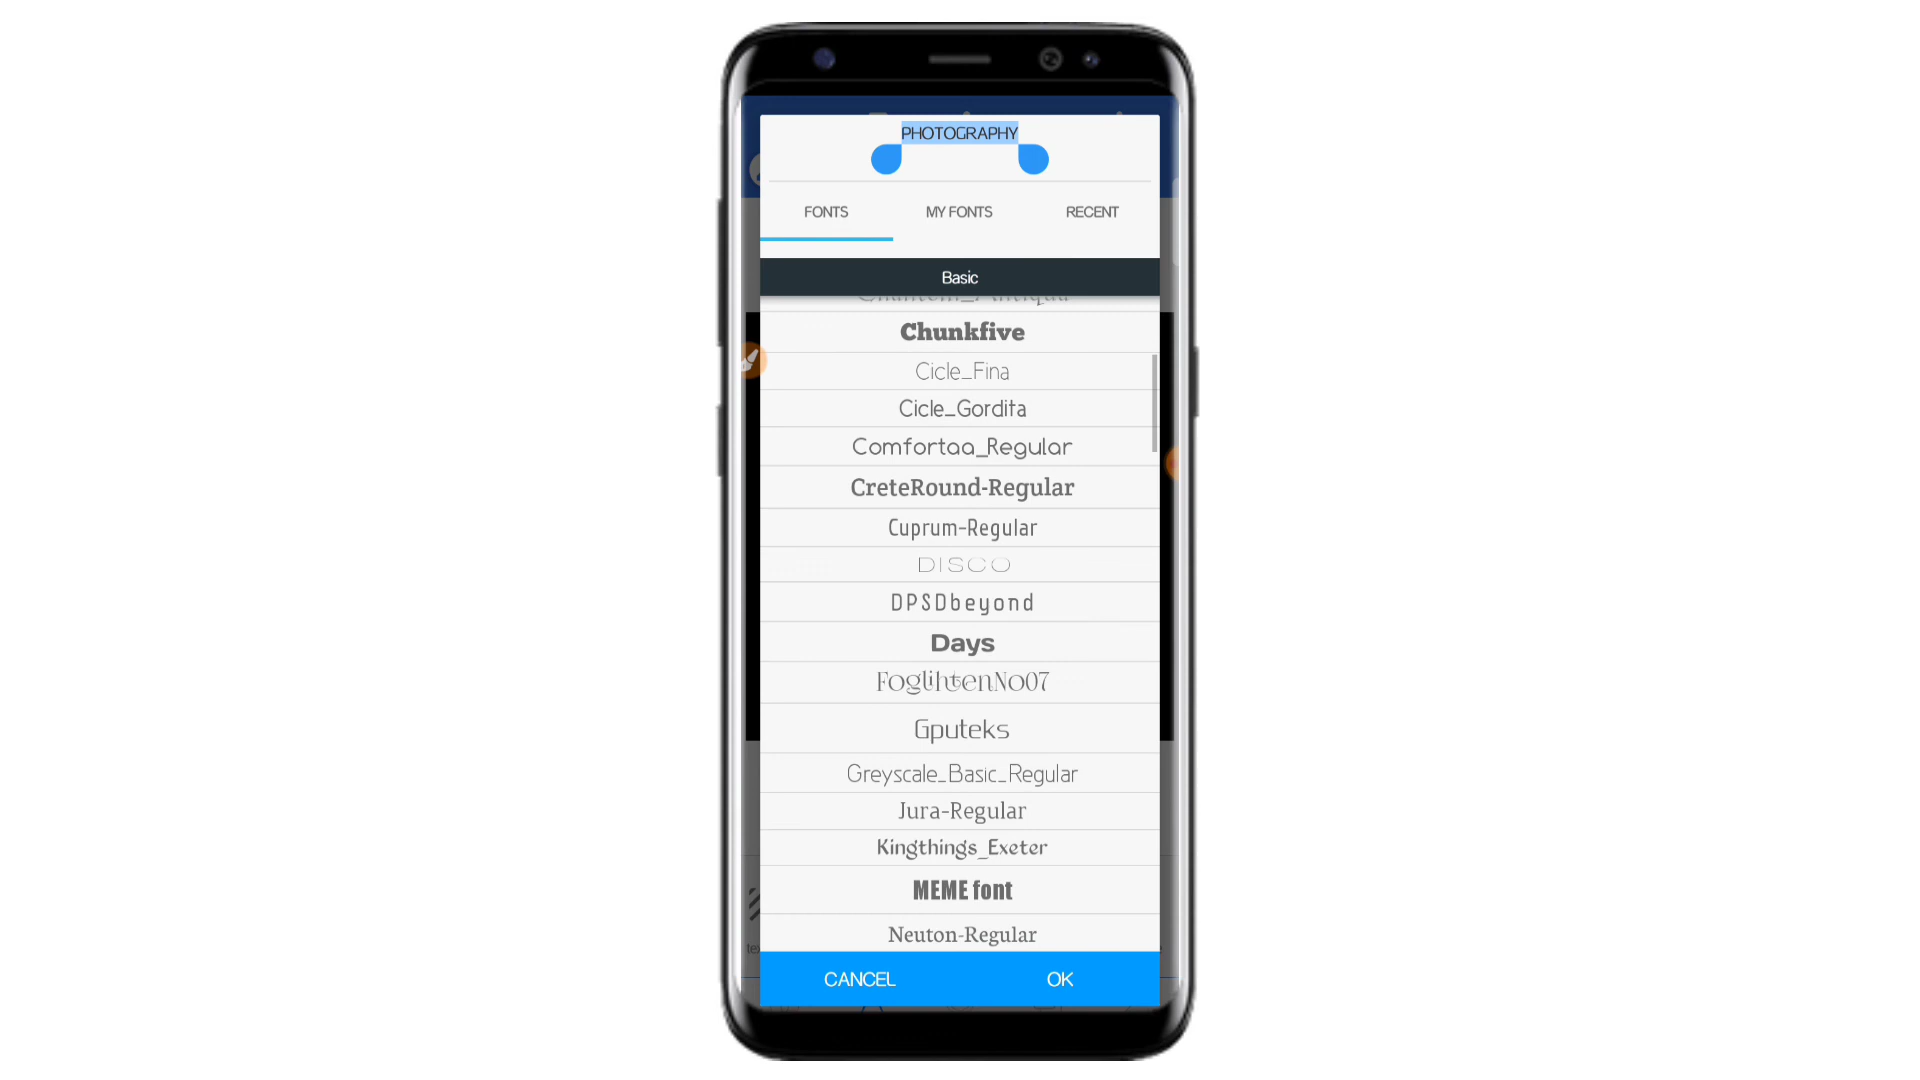 PHOTOGRAPHY
FONTS MY FONTS RECENT
Basic
Chunkfive
Cicle_Fina
Cicle_Gordita
Comfortaa_Regular
CreteRound-Regular
Cuprum-Regular
DISCO
DPSDbeyond
Days
FoglihtenNo07
Gputeks
Greyscale_Basic_Regular
Jura-Regular
Kingthings_Exeter
MEME font
Neuton-Regular
CANCEL OK